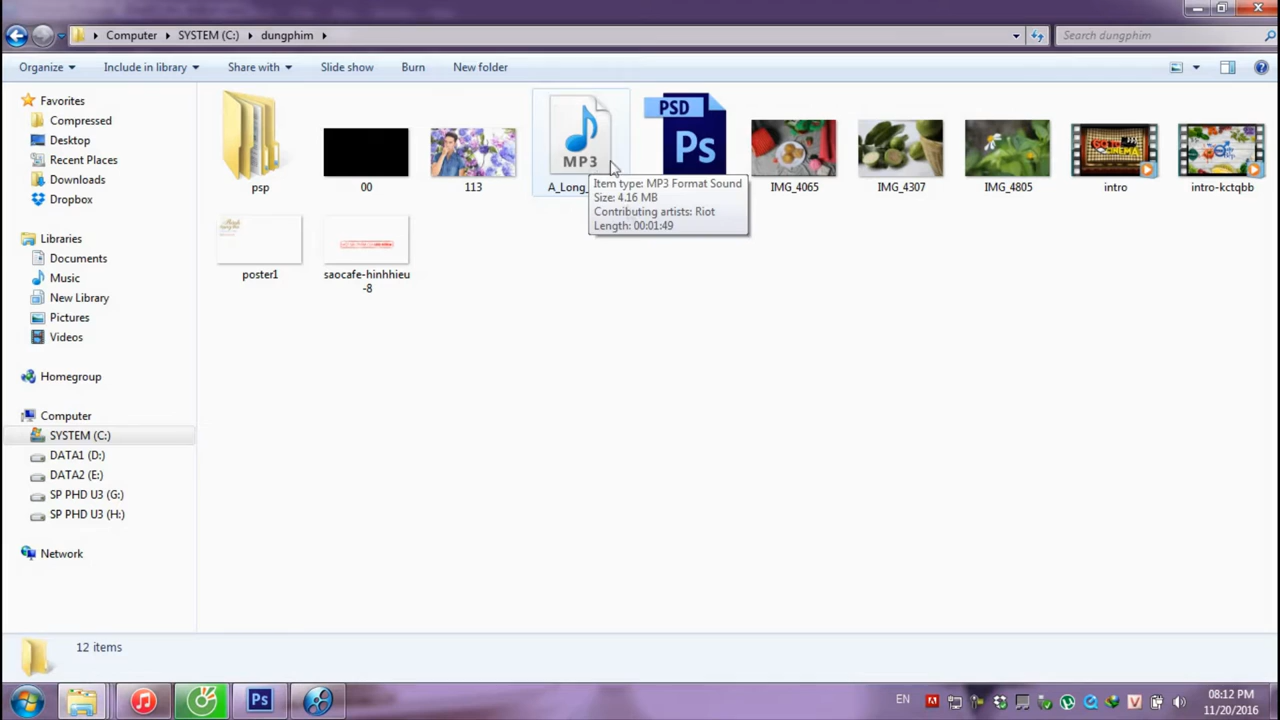 Computer
SYSTEM (C:)
dungphim
Search dungphim
Organize
Include in library
Share with
Slide show
Burn
New folder
Favorites
Compressed
Desktop
Recent Places
Downloads
Dropbox
Libraries
Documents
Music
New Library
Pictures
Videos
Homegroup
Computer
SYSTEM (C:)
DATA1 (D:)
DATA2 (E:)
SP PHD U3 (G:)
SP PHD U3 (H:)
Network
psp
00
113
MP3
A_Long_
PSD
Ps
IMG_4065
IMG_4307
IMG_4805
intro
intro-kctqbb
Item type: MP3 Format Sound
Size: 4.16 MB
Contributing artists: Riot
Length: 00:01:49
poster1
saocafe-hinhhieu
-8
12 items
Ps
EN
08:12 PM
11/20/2016